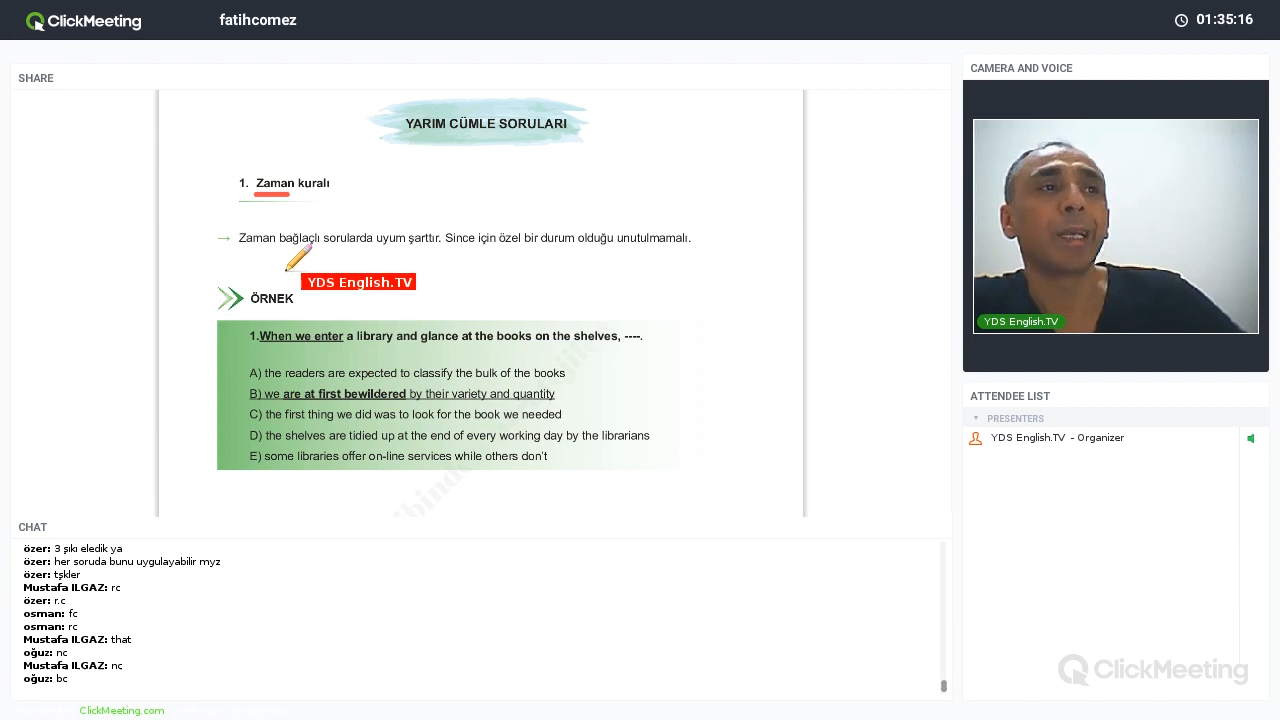 ClickMeeting
fatihcomez
01:35:16
SHARE
YARIM CÜMLE SORULARI
1. Zaman kuralı
→ Zaman bağlaçlı sorularda uyum şarttır. Since için özel bir durum olduğu unutulmamalı.
YDS English.TV
ÖRNEK
1.When we enter a library and glance at the books on the shelves, ----.
A) the readers are expected to classify the bulk of the books
B) we are at first bewildered by their variety and quantity
C) the first thing we did was to look for the book we needed
D) the shelves are tidied up at the end of every working day by the librarians
E) some libraries offer on-line services while others don't
CHAT
özer: 3 şıkı eledik ya
özer: her soruda bunu uygulayabilir myz
özer: tşkler
Mustafa ILGAZ: rc
özer: r.c
osman: fc
osman: rc
Mustafa ILGAZ: that
oğuz: nc
Mustafa ILGAZ: nc
oğuz: bc
ClickMeeting.com
CAMERA AND VOICE
YDS English.TV
ATTENDEE LIST
PRESENTERS
YDS English.TV - Organizer
ClickMeeting